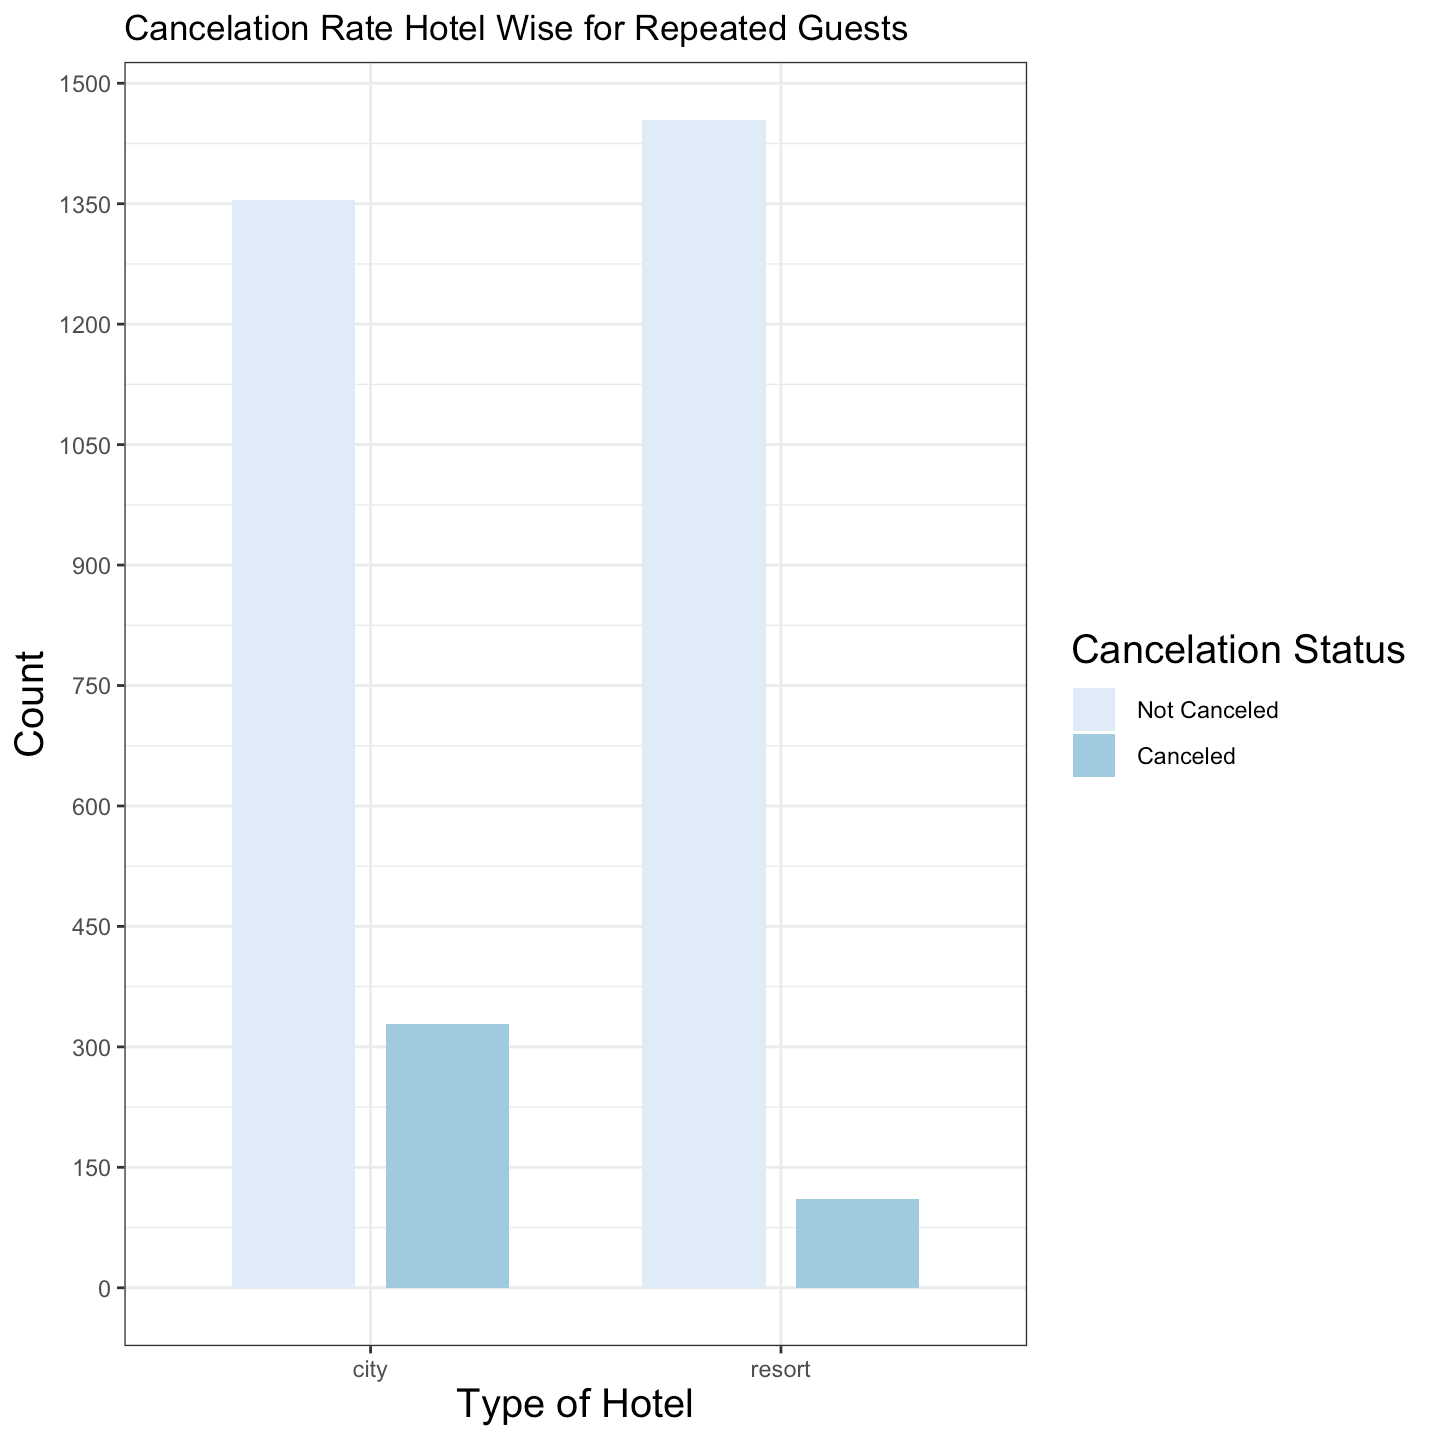 Cancelation Rate Hotel Wise for Repeated Guests
1500
1350
1200
1050
900
750
600
450
300
150
0
Count
city
resort
Type of Hotel
Cancelation Status
Not Canceled
Canceled